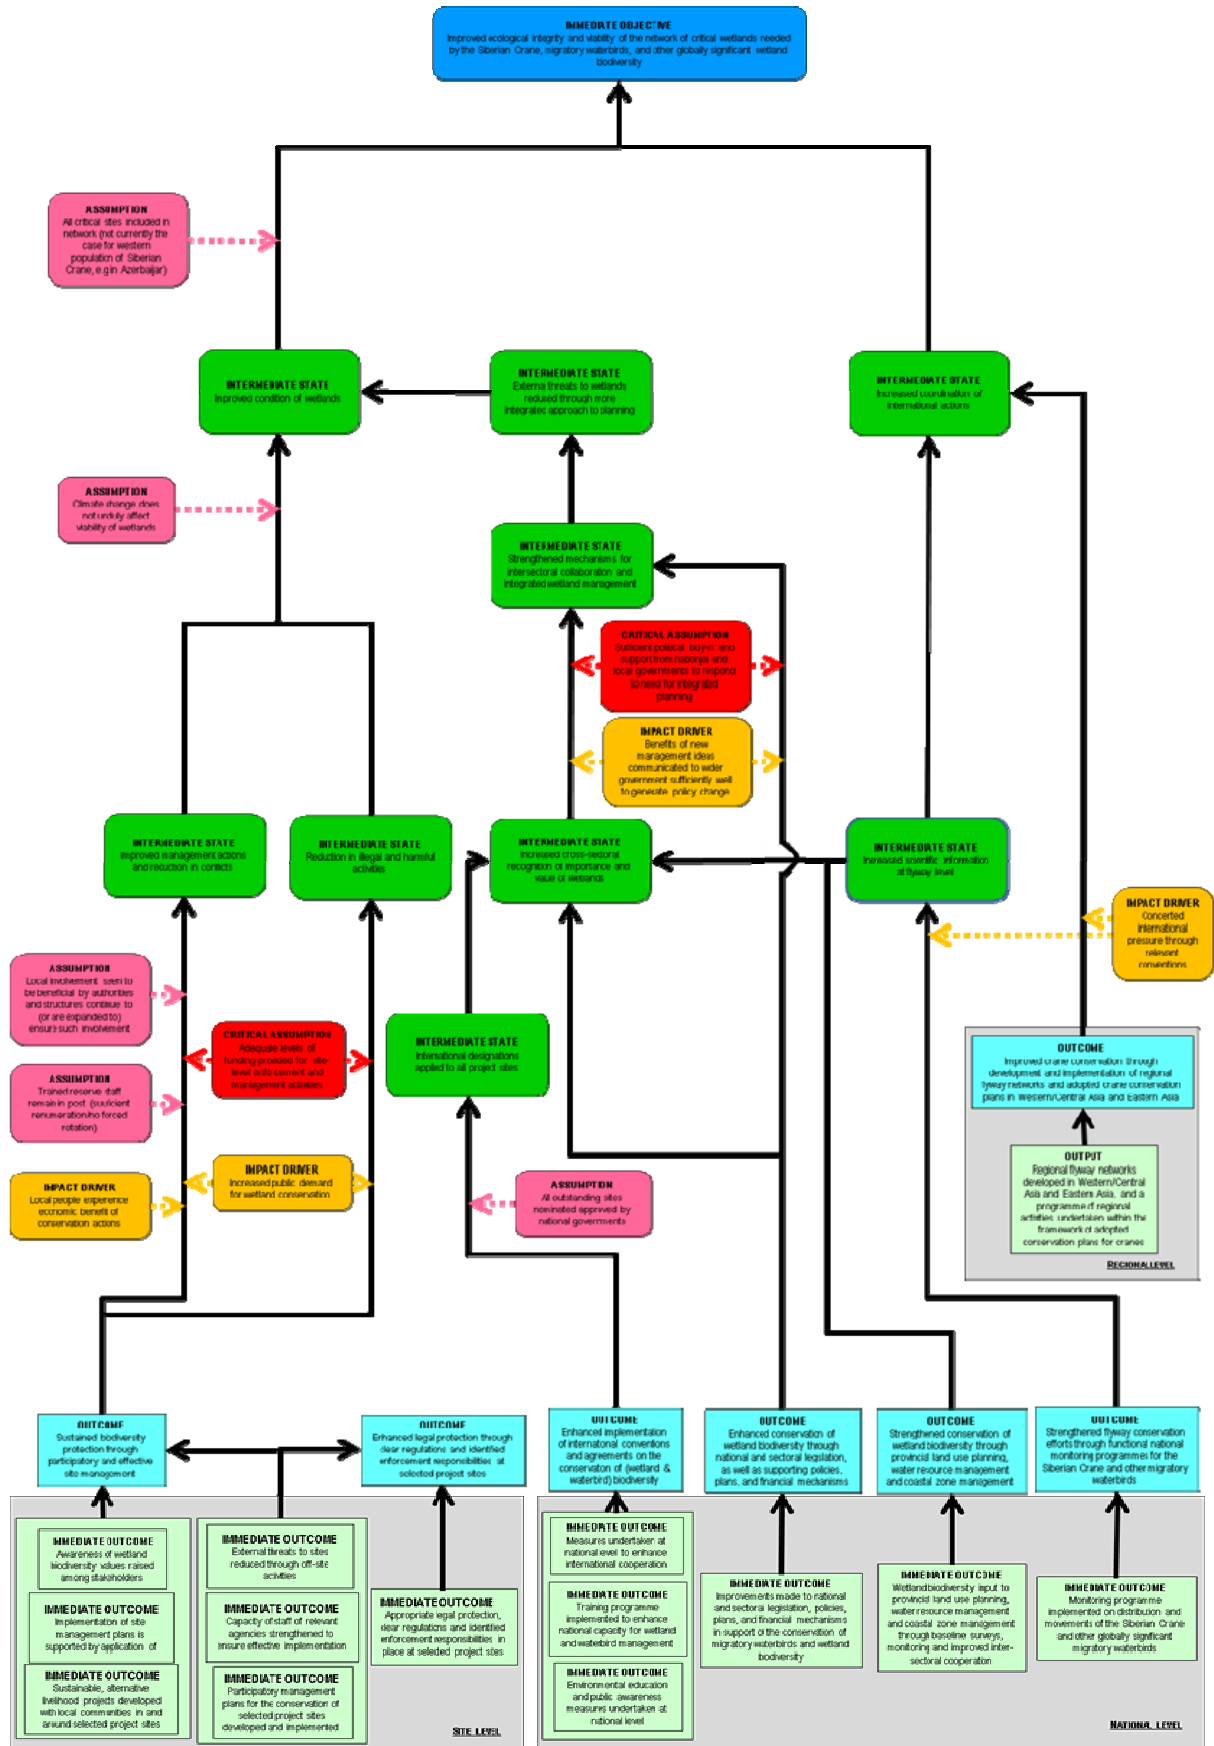 IMMEDIATE OBJECTIVE
Improved ecological integrity and viability of the network of critical wetlands needed
by the Siberian Crane, migratory waterbirds, and other globally significant wetland
biodiversity
ASSUMPTION
All critical sites included in
network (not currently the
case for western
population of Siberian
Crane, e.g in Azerbaijan)
INTERMEDIATE STATE
Improved condition of wetlands
INTERMEDIATE STATE
Externa threats to wetlands
reduced through more
integrated approach to planning
INTERMEDIATE STATE
Increased coordination of
international actions
ASSUMPTION
Climate change does
not unduly affect
viability of wetlands
INTERMEDIATE STATE
Strengthened mechanisms for
intersectoral collaboration and
integrated wetland management
CRITICAL ASSUMPTION
Sufficient political buy-in and
support from national and
local governments to respond
to need for integrated
planning
IMPACT DRIVER
Benefits of new
management ideas
communicated to wider
government sufficiently well
to generate policy change
INTERMEDIATE STATE
Improved management actions
and reduction in conflicts
INTERMEDIATE STATE
Reduction in illegal and harmful
activities
INTERMEDIATE STATE
Increased cross-sectoral
recognition of importance and
value of wetlands
INTERMEDIATE STATE
Increased scientific information
at flyway level
IMPACT DRIVER
Concerted
international
pressure through
relevant
conventions
ASSUMPTION
Local involvement seen to
be beneficial by authorities
and structures continue to
(or are expanded to)
ensure such involvement
CRITICAL ASSUMPTION
Adequate levels of
funding provided for site-
level enforcement and
management activities
INTERMEDIATE STATE
International designations
applied to all project sites
ASSUMPTION
Trained reserve staff
remain in post (sufficient
renumeration/no forced
rotation)
IMPACT DRIVER
Local people experience
economic benefit of
conservation actions
IMPACT DRIVER
Increased public demand
for wetland conservation
ASSUMPTION
All outstanding sites
nominated approved by
national governments
OUTCOME
Improved crane conservation through
development and implementation of regional
flyway networks and adopted crane conservation
plans in Western/Central Asia and Eastern Asia
OUTPUT
Regional flyway networks
developed in Western/Central
Asia and Eastern Asia, and a
programme of regional
activities undertaken within the
framework of adopted
conservation plans for cranes
REGIONAL LEVEL
OUTCOME
Sustained biodiversity
protection through
participatory and effective
site management
OUTCOME
Enhanced legal protection through
clear regulations and identified
enforcement responsibilities at
selected project sites
OUTCOME
Enhanced implementation
of international conventions
and agreements on the
conservation of (wetland &
waterbird) biodiversity
OUTCOME
Enhanced conservation of
wetland biodiversity through
national and sectoral legislation,
as well as supporting policies,
plans, and financial mechanisms
OUTCOME
Strengthened conservation of
wetland biodiversity through
provincial land use planning,
water resource management
and coastal zone management
OUTCOME
Strengthened flyway conservation
efforts through functional national
monitoring programmes for the
Siberian Crane and other migratory
waterbirds
IMMEDIATE OUTCOME
Awareness of wetland
biodiversity values raised
among stakeholders
IMMEDIATE OUTCOME
Implementation of site
management plans is
supported by application of
IMMEDIATE OUTCOME
Sustainable, alternative
livelihood projects developed
with local communities in and
around selected project sites
IMMEDIATE OUTCOME
External threats to sites
reduced through off-site
activities
IMMEDIATE OUTCOME
Capacity of staff of relevant
agencies strengthened to
ensure effective implementation
IMMEDIATE OUTCOME
Participatory management
plans for the conservation of
selected project sites
developed and implemented
IMMEDIATE OUTCOME
Appropriate legal protection,
clear regulations and identified
enforcement responsibilities in
place at selected project sites
SITE LEVEL
IMMEDIATE OUTCOME
Measures undertaken at
national level to enhance
international cooperation
IMMEDIATE OUTCOME
Training programme
implemented to enhance
national capacity for wetland
and waterbird management
IMMEDIATE OUTCOME
Environmental education
and public awareness
measures undertaken at
national level
IMMEDIATE OUTCOME
Improvements made to national
and sectoral legislation, policies,
plans, and financial mechanisms
in support of the conservation of
migratory waterbirds and wetland
biodiversity
IMMEDIATE OUTCOME
Wetland biodiversity input to
provincial land use planning,
water resource management
and coastal zone management
through baseline surveys,
monitoring and improved inter-
sectoral cooperation
IMMEDIATE OUTCOME
Monitoring programme
implemented on distribution and
movements of the Siberian Crane
and other globally significant
migratory waterbirds
NATIONAL LEVEL